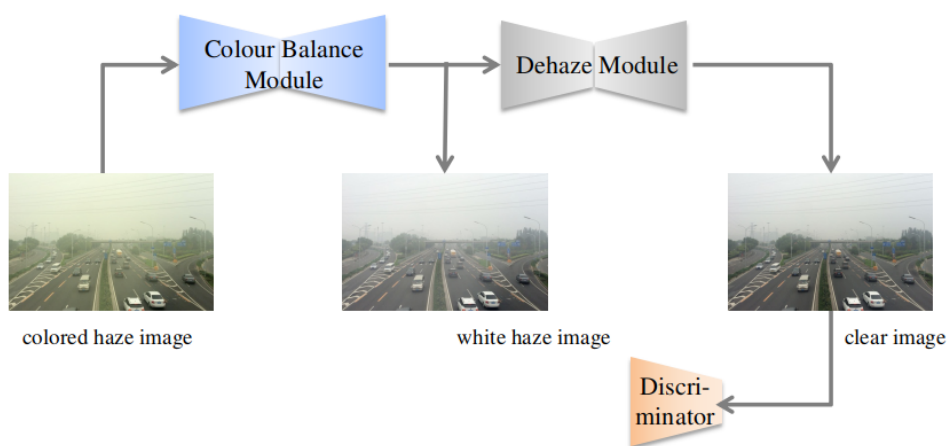 Colour Balance
Module
Dehaze Module
colored haze image
white haze image
clear image
Discri-
minator